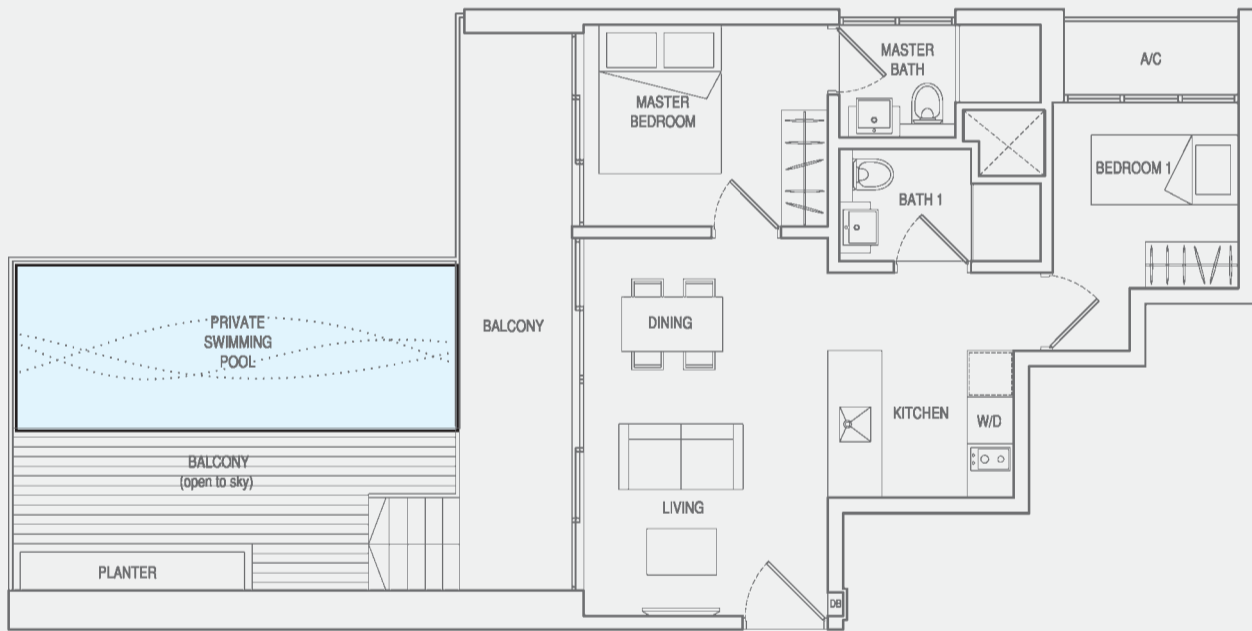 MASTER
BATH
A/C
MASTER
BEDROOM
BEDROOM 1
BATH 1
PRIVATE
SWIMMING
POOL
BALCONY
DINING
KITCHEN
W/D
BALCONY
(open to sky)
LIVING
PLANTER
DB